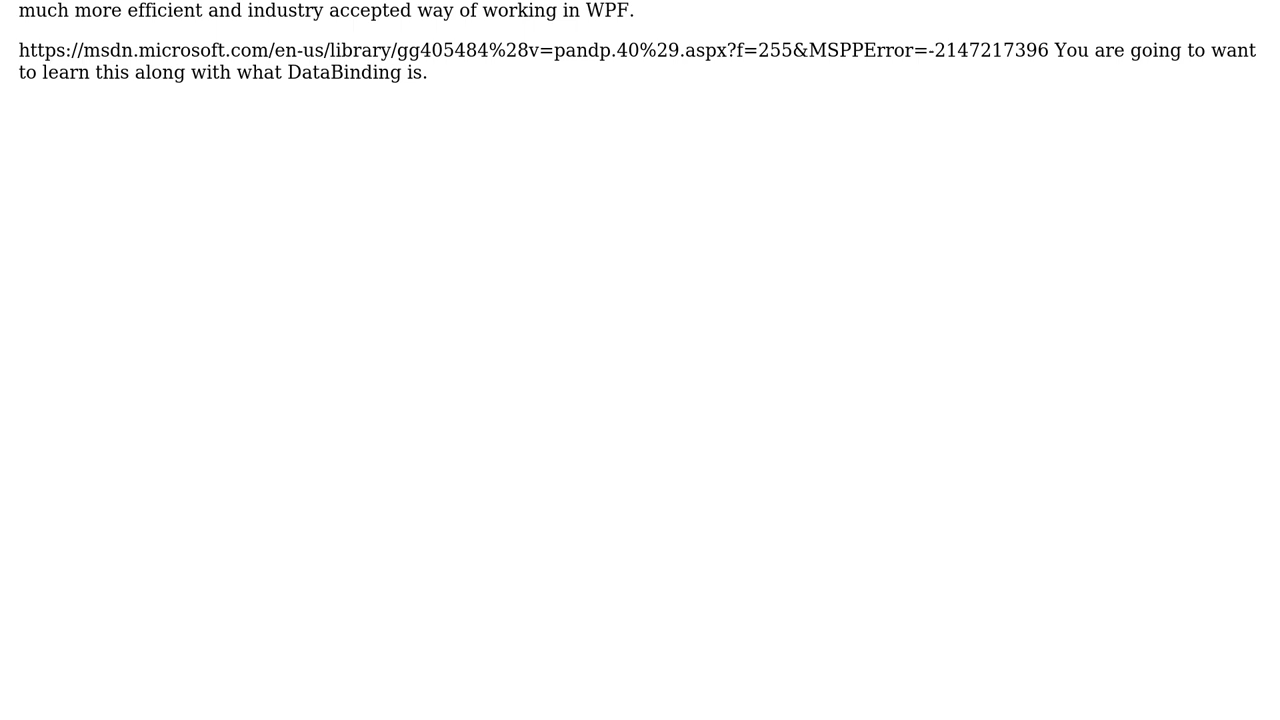 much more efficient and industry accepted way of working in WPF.
https://msdn.microsoft.com/en-us/library/gg405484%28v=pandp.40%29.aspx?f=255&MSPPError=-2147217396 You are going to want
to learn this along with what DataBinding is.